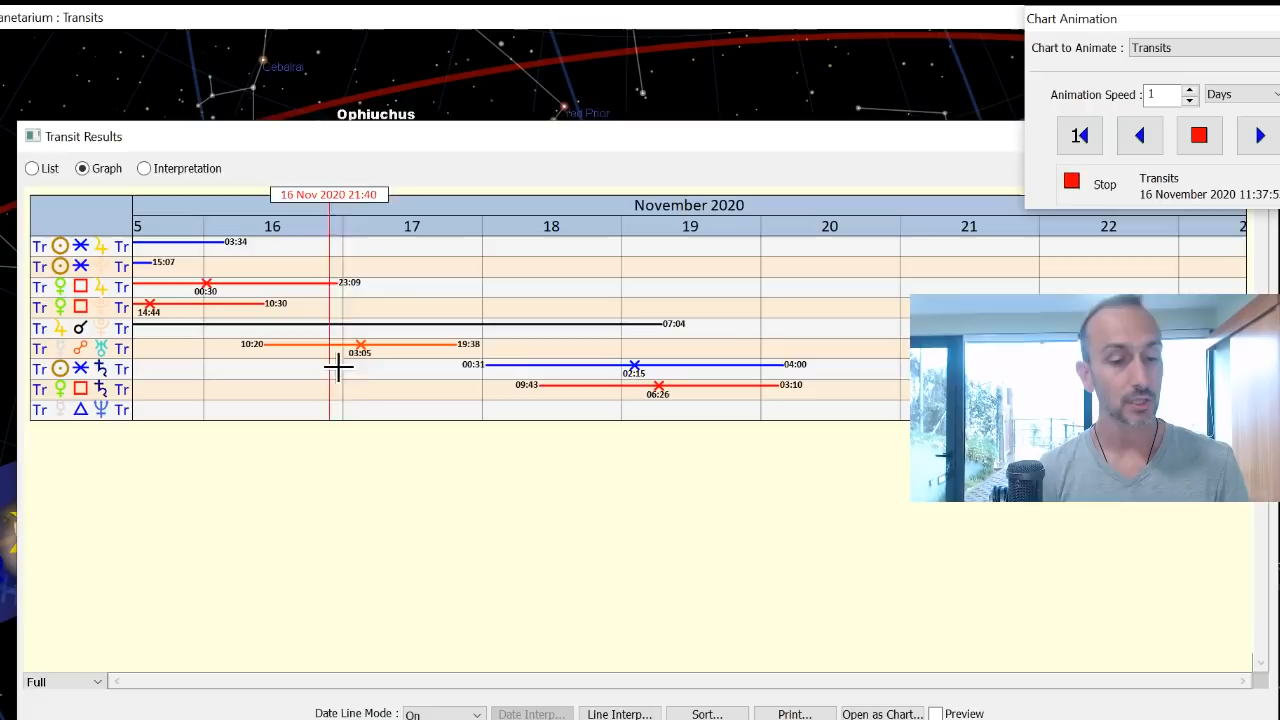 anetarium : Transits
Chart Animation
Chart to Animate : Transits
Cebalrai
Animation Speed : 1 Days
Ophiuchus
Yed Prior
Transit Results
List Graph Interpretation
Stop
Transits
16 November 2020 11:37:5
16 Nov 2020 21:40
November 2020
5 16 17 18 19 20 21 22 2
Tr Tr 03:34
Tr Tr 15:07
Tr Tr 00:30 23:09
Tr Tr 14:44 10:30
Tr Tr 07:04
Tr Tr 10:20 03:05 19:38
Tr Tr 00:31 02:15 04:00
Tr Tr 09:43 06:26 03:10
Tr Tr
Full
Date Line Mode : On Date Interp... Line Interp... Sort... Print... Open as Chart... Preview